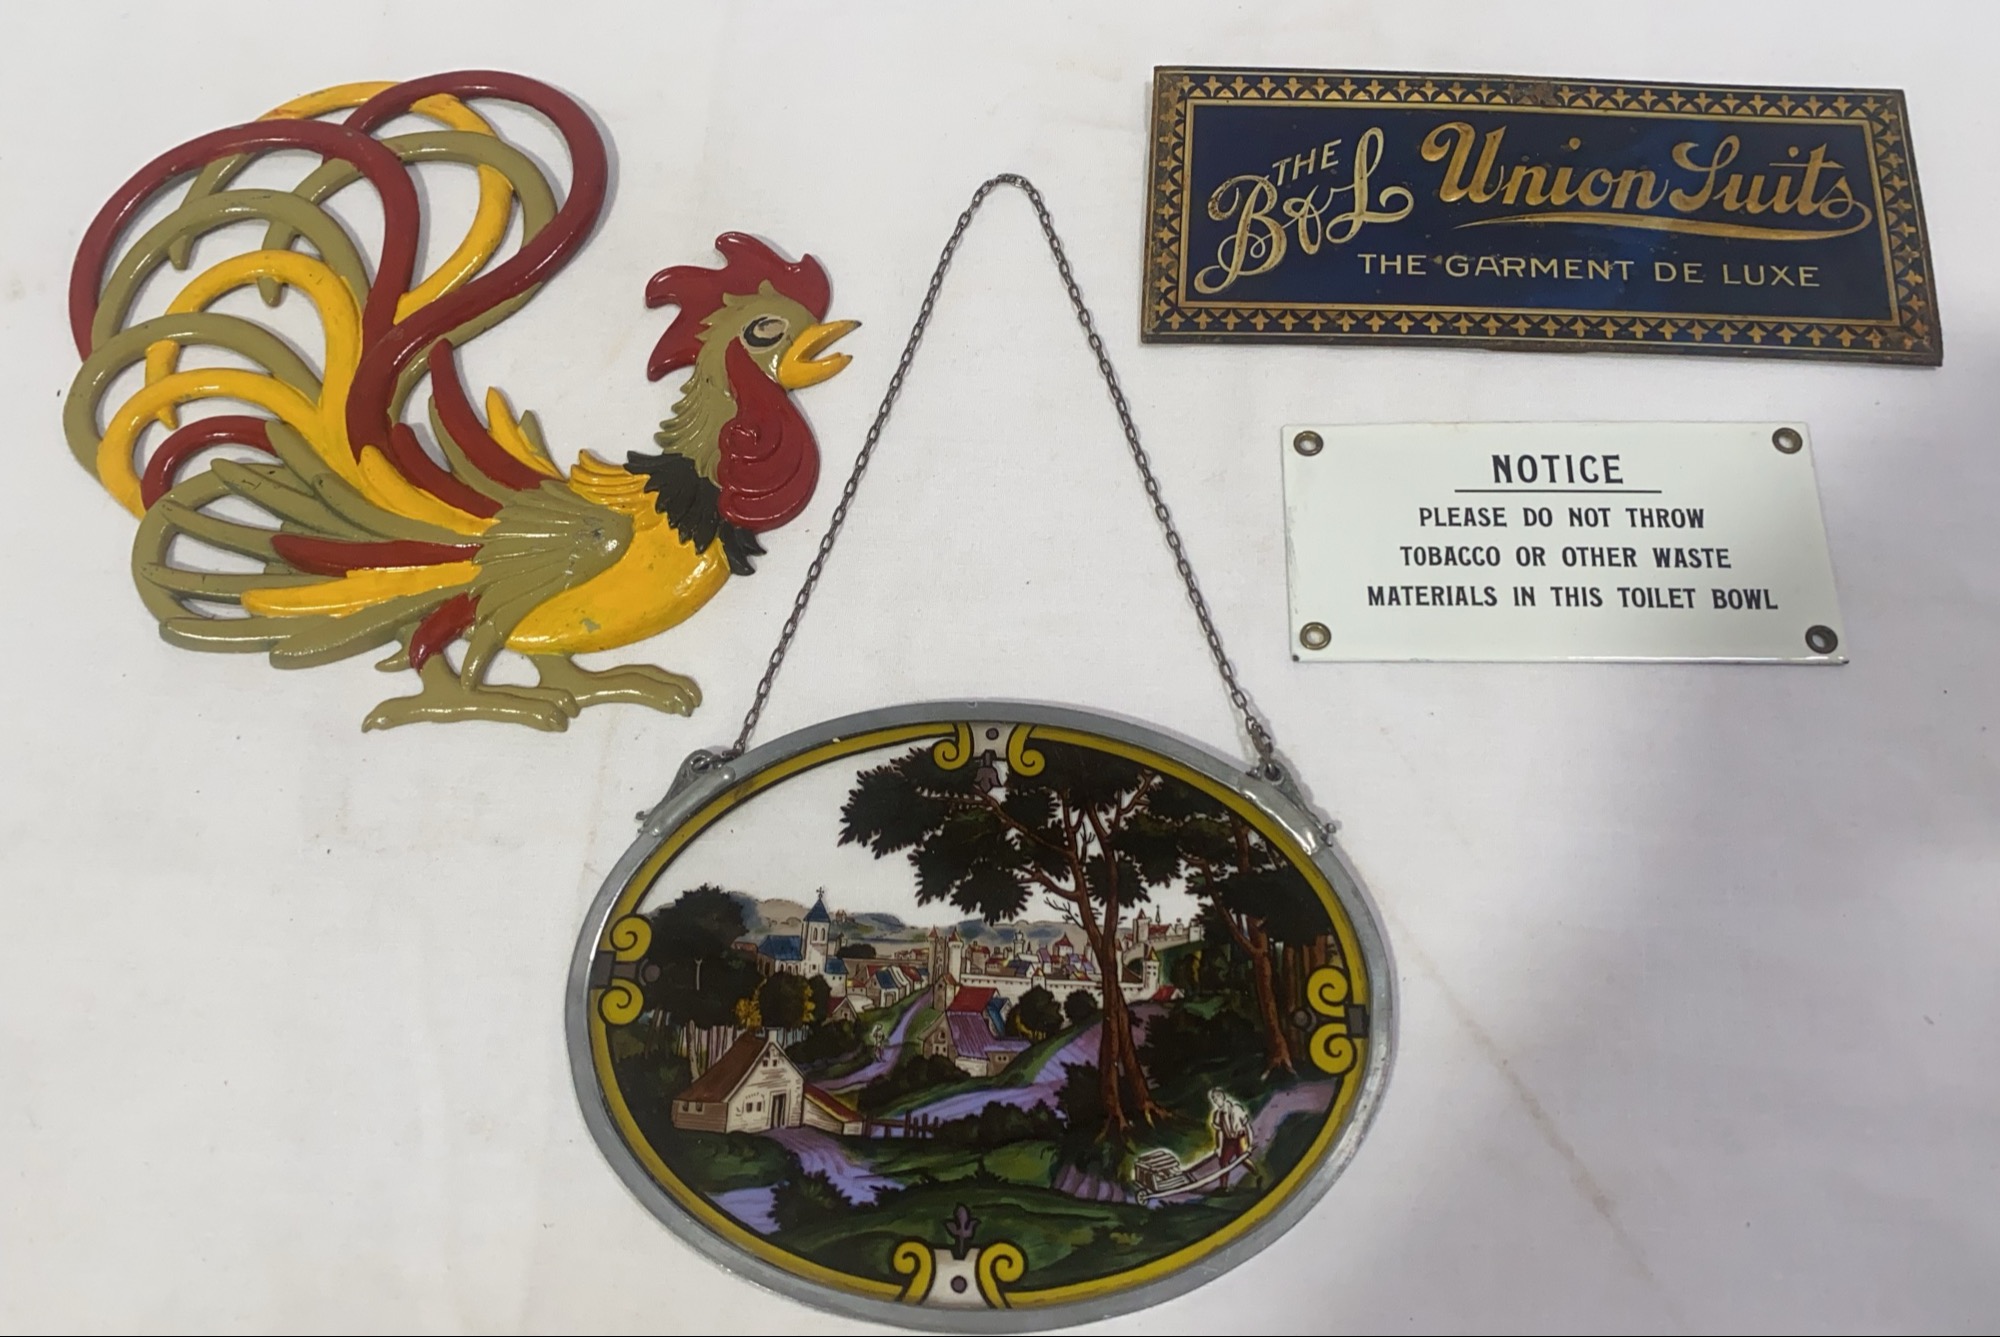 THE
B & L Union Suits
THE GARMENT DE LUXE
NOTICE
PLEASE DO NOT THROW
TOBACCO OR OTHER WASTE
MATERIALS IN THIS TOILET BOWL